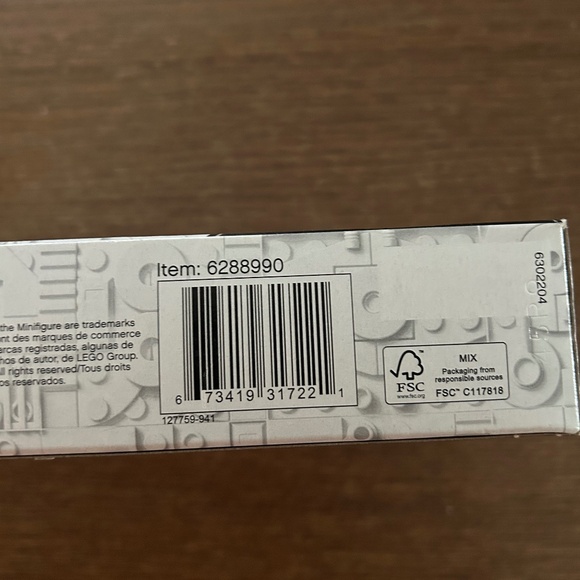 Item: 6288990
the Minifigure are trademarks
nt des marques de commerce
arcas registradas, algunas de
hos de autor, de LEGO Group.
ll rights reserved/Tous droits
os reservados.
6 73419 31722 1
127759-941
FSC
www.fsc.org
MIX
Packaging from
responsible sources
FSC™ C117818
6302204